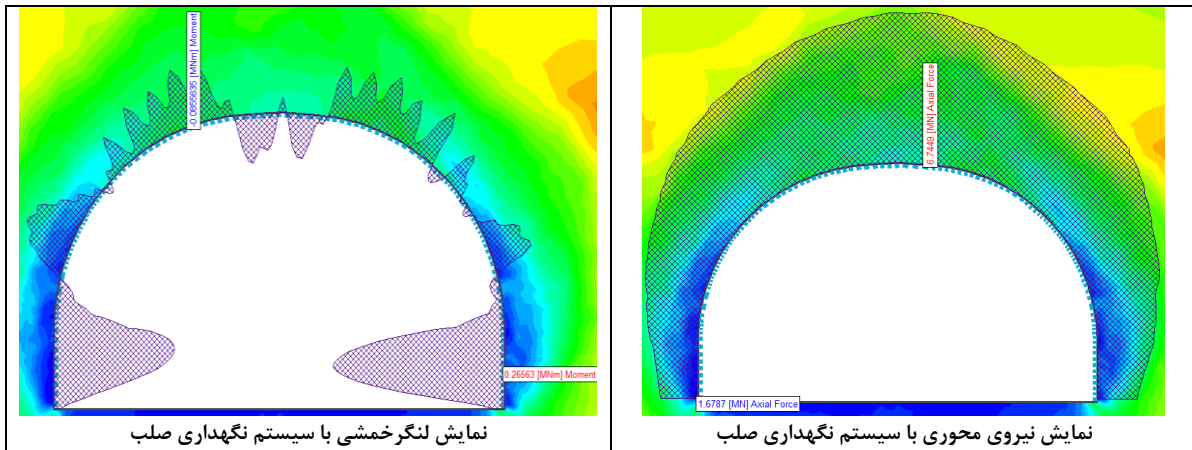 -0.0855635 [MNm] Moment
0.26563 [MNm] Moment
6.7449 [MN] Axial Force
1.6787 [MN] Axial Force
نمایش لنگرخمشی با سیستم نگهداری صلب
نمایش نیروی محوری با سیستم نگهداری صلب